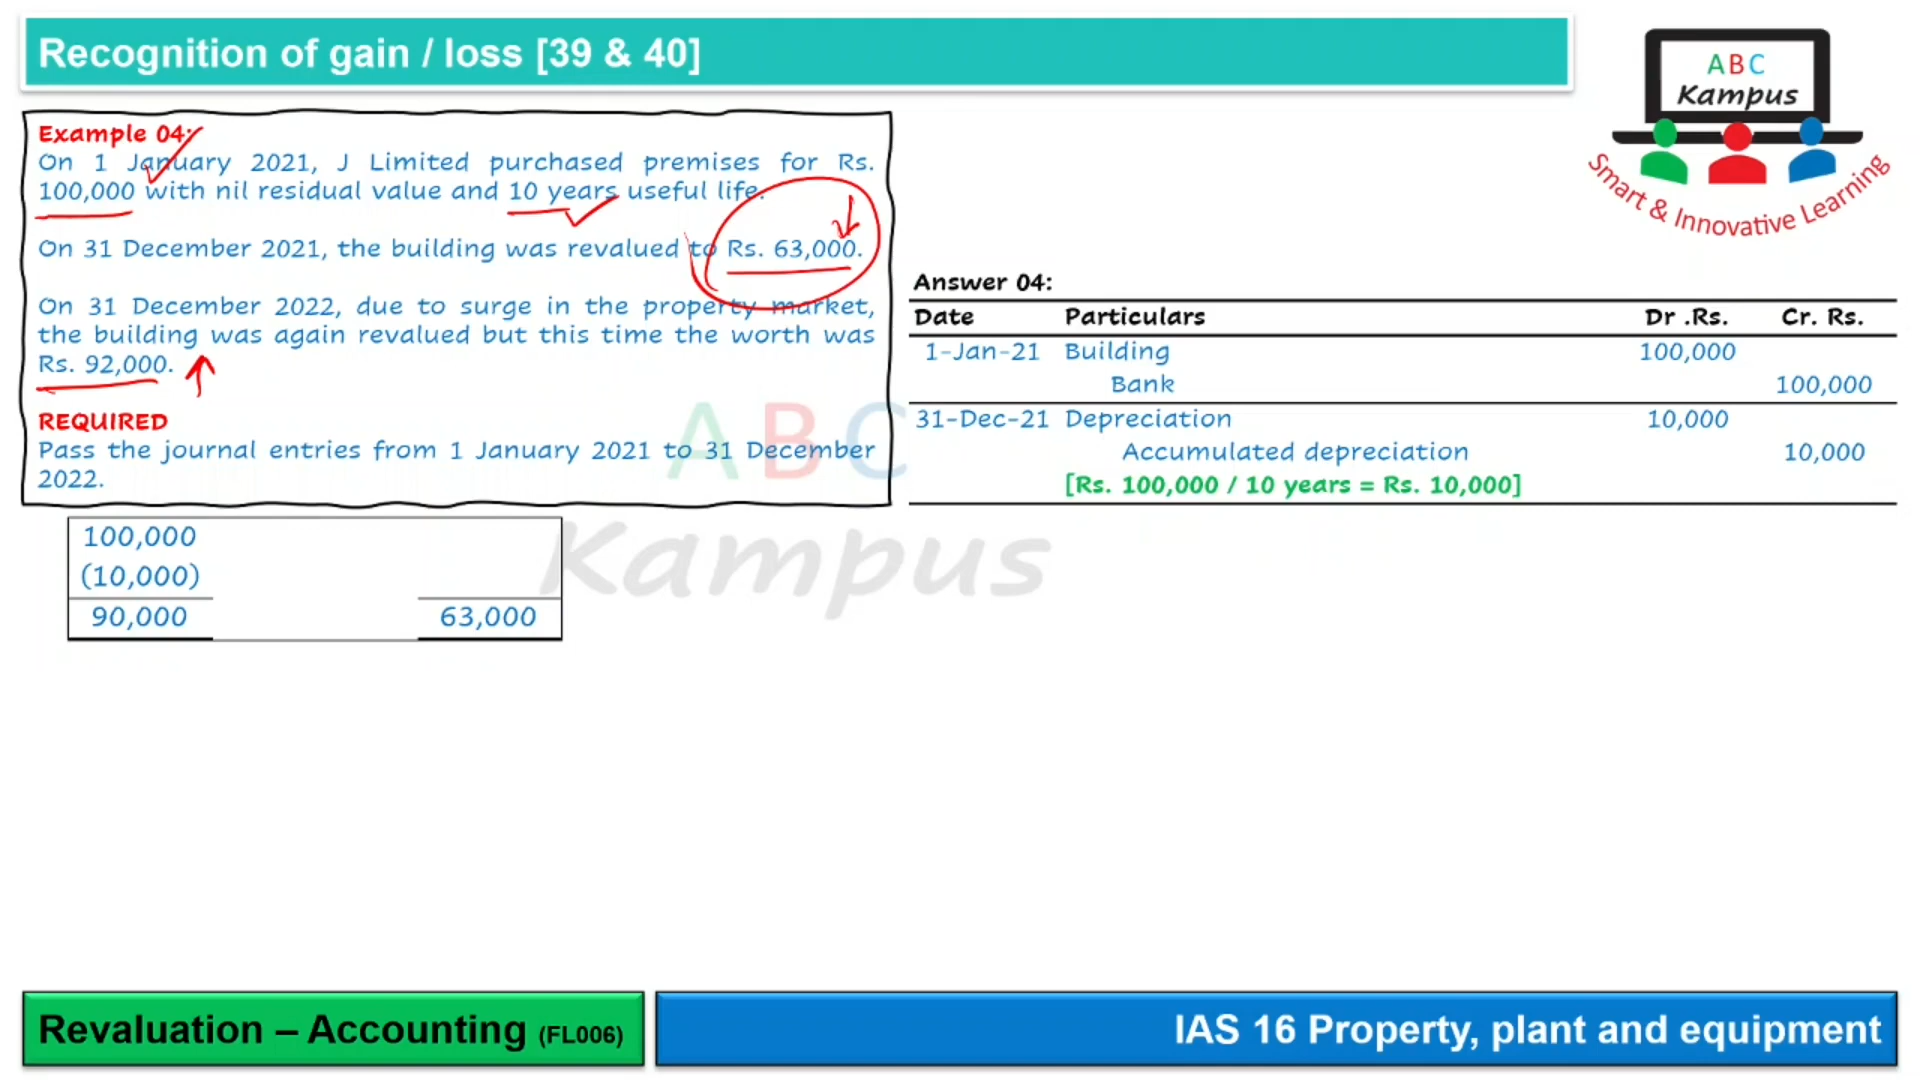 Recognition of gain / loss [39 & 40]
ABC
Kampus
Smart & Innovative Learning
Example 04:
On 1 January 2021, J Limited purchased premises for Rs.
100,000 with nil residual value and 10 years useful life.
On 31 December 2021, the building was revalued to Rs. 63,000.
On 31 December 2022, due to surge in the property market,
the building was again revalued but this time the worth was
Rs. 92,000.
REQUIRED
Pass the journal entries from 1 January 2021 to 31 December
2022.
100,000
(10,000)
90,000 63,000
Answer 04:
Date Particulars Dr .Rs. Cr. Rs.
1-Jan-21 Building 100,000
Bank 100,000
31-Dec-21 Depreciation 10,000
Accumulated depreciation 10,000
[Rs. 100,000 / 10 years = Rs. 10,000]
ABC
Kampus
Revaluation – Accounting (FL006)
IAS 16 Property, plant and equipment